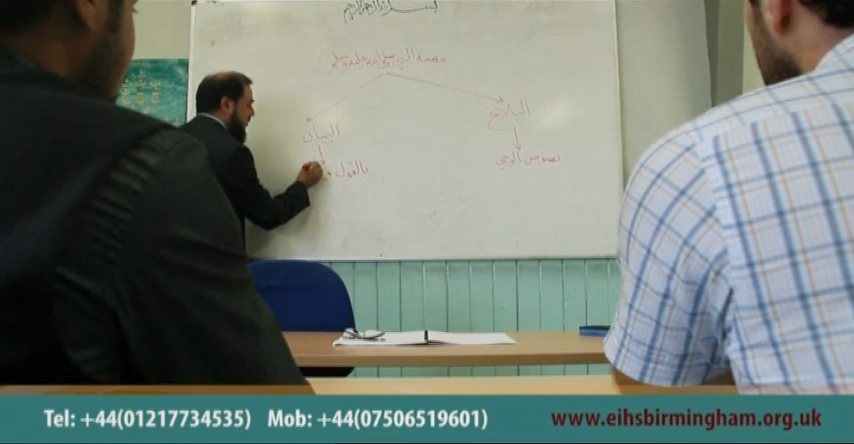 بسم الله الرحمن الرحيم
مهمة النبي صلى الله عليه وسلم
البلاغ
البيان
نصوص الوحي
بالقول و
Tel: +44(01217734535) Mob: +44(07506519601) www.eihsbirmingham.org.uk